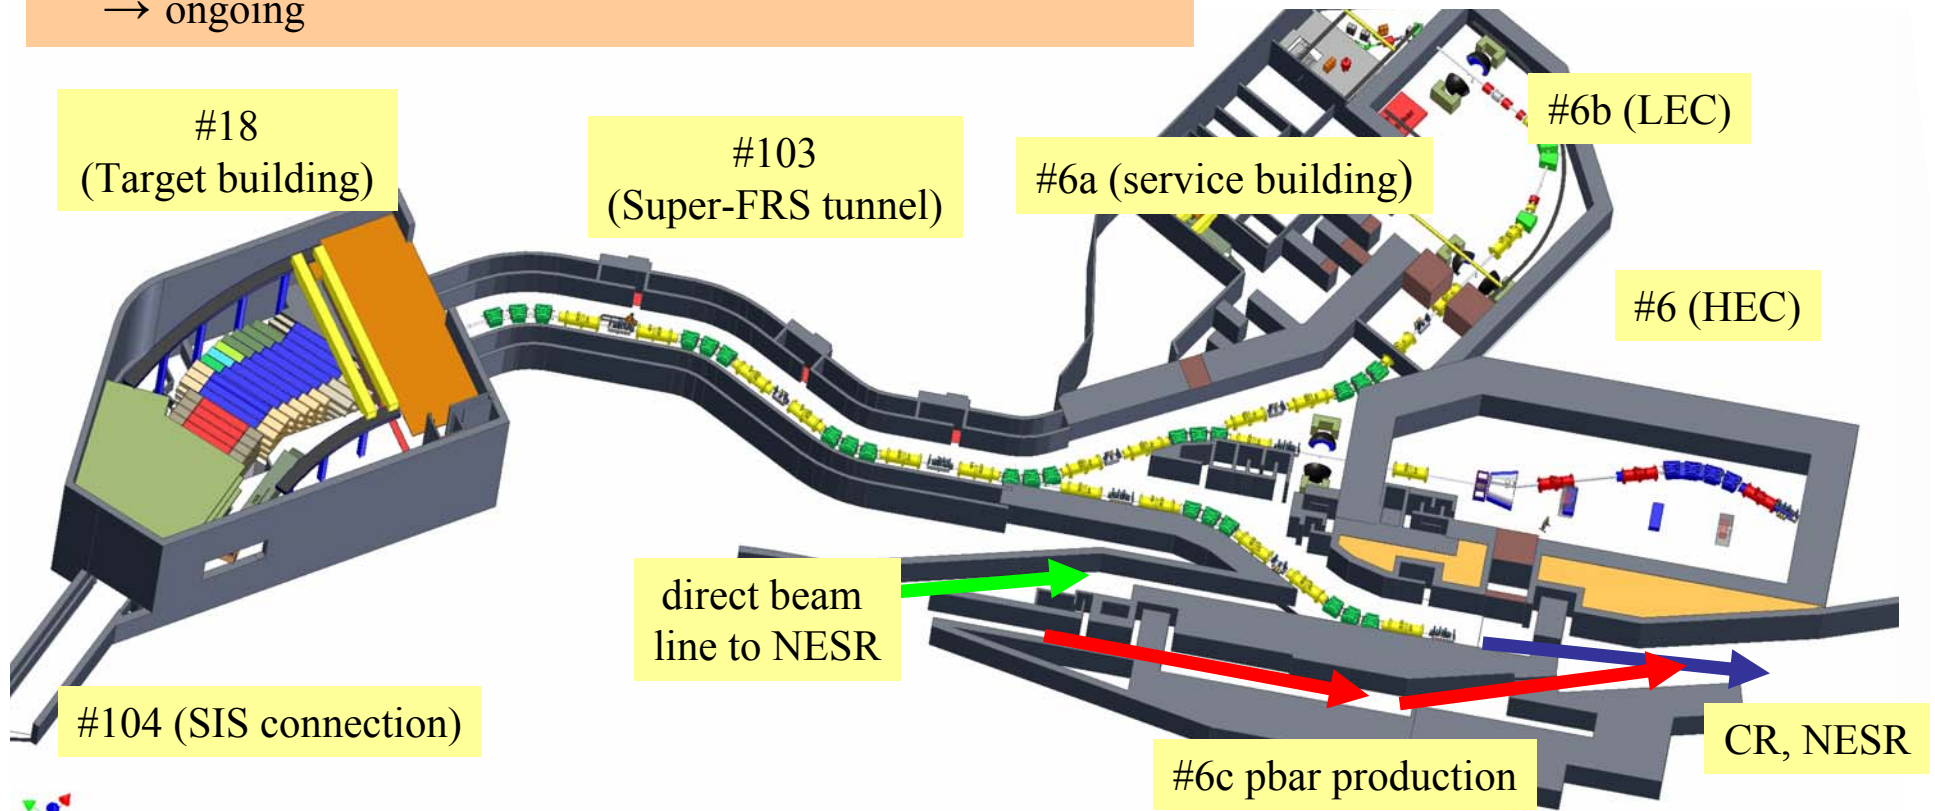 → ongoing
#18
(Target building)
#103
(Super-FRS tunnel)
#6a (service building)
#6b (LEC)
#6 (HEC)
direct beam
line to NESR
#104 (SIS connection)
#6c pbar production
CR, NESR